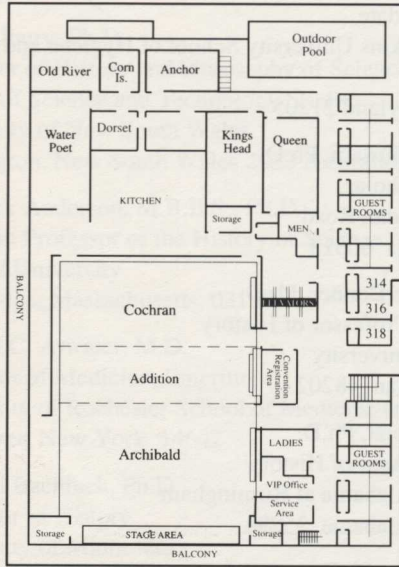 Outdoor
Pool
Old River
Corn
Is.
Anchor
Water
Poet
Dorset
Kings
Head
Queen
KITCHEN
Storage
MEN
GUEST
ROOMS
314
316
318
BALCONY
Cochran
ELEVATORS
Addition
Convention
Registration
Area
Archibald
LADIES
VIP Office
Service
Area
GUEST
ROOMS
Storage
STAGE AREA
Storage
BALCONY